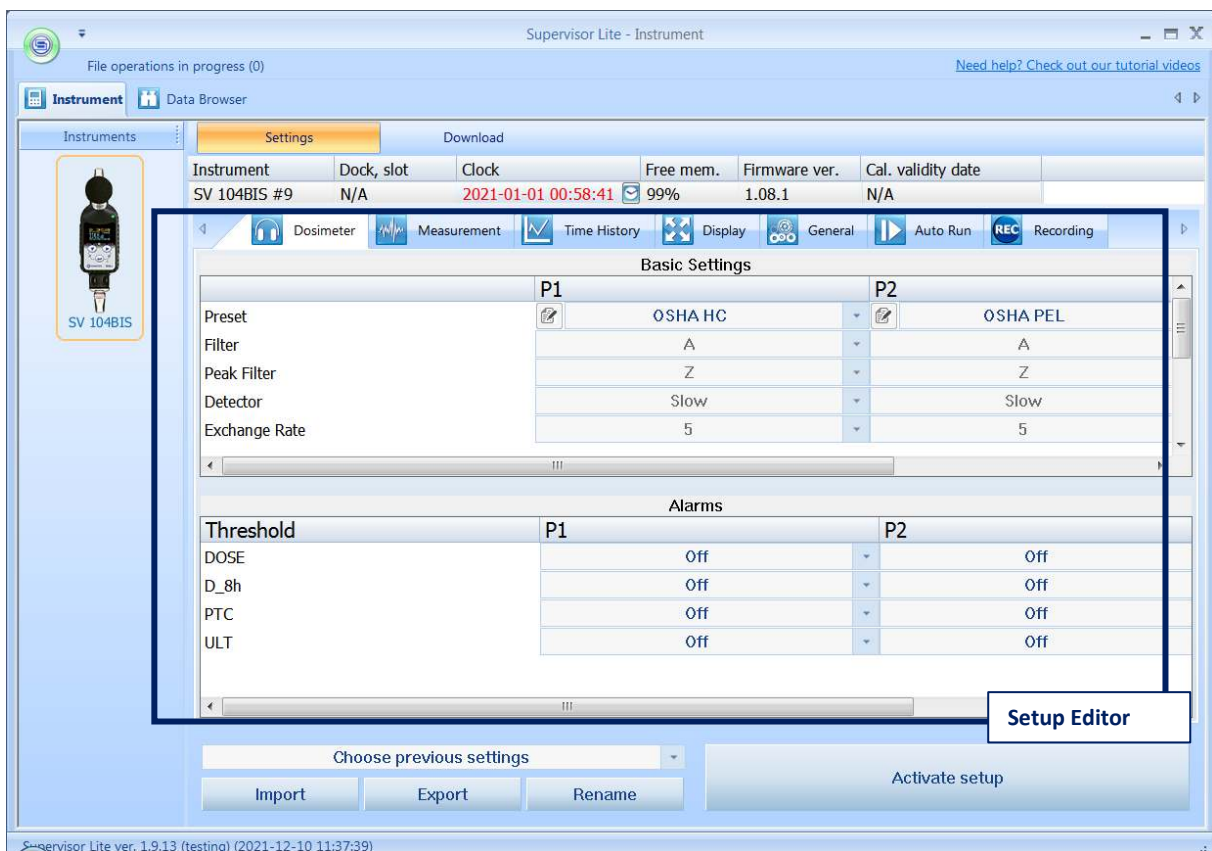 Supervisor Lite - Instrument
File operations in progress (0) Need help? Check out our tutorial videos
Instrument Data Browser
Instruments Settings Download
Instrument Dock, slot Clock Free mem. Firmware ver. Cal. validity date
SV 104BIS #9 N/A 2021-01-01 00:58:41 99% 1.08.1 N/A
Dosimeter Measurement Time History Display General Auto Run REC Recording
Basic Settings
P1 P2
SV 104BIS
Preset OSHA HC OSHA PEL
Filter A A
Peak Filter Z Z
Detector Slow Slow
Exchange Rate 5 5
Alarms
Threshold P1 P2
DOSE Off Off
D_8h Off Off
PTC Off Off
ULT Off Off
Setup Editor
Choose previous settings
Activate setup
Import Export Rename
Supervisor Lite ver. 1.9.13 (testing) (2021-12-10 11:37:39)